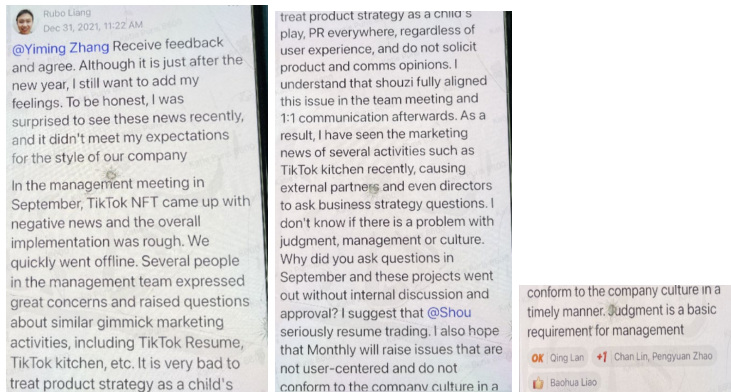 Rubo Liang
Dec 31, 2021, 11:22 AM
@Yiming Zhang Receive feedback
and agree. Although it is just after the
new year, I still want to add my
feelings. To be honest, I was
surprised to see these news recently,
and it didn't meet my expectations
for the style of our company
In the management meeting in
September, TikTok NFT came up with
negative news and the overall
implementation was rough. We
quickly went offline. Several people
in the management team expressed
great concerns and raised questions
about similar gimmick marketing
activities, including TikTok Resume,
TikTok kitchen, etc. It is very bad to
treat product strategy as a child's
treat product strategy as a child's
play, PR everywhere, regardless of
user experience, and do not solicit
product and comms opinions. I
understand that shouzi fully aligned
this issue in the team meeting and
1:1 communication afterwards. As a
result, I have seen the marketing
news of several activities such as
TikTok kitchen recently, causing
external partners and even directors
to ask business strategy questions. I
don't know if there is a problem with
judgment, management or culture.
Why did you ask questions in
September and these projects went
out without internal discussion and
approval? I suggest that @Shou
seriously resume trading. I also hope
that Monthly will raise issues that are
not user-centered and do not
conform to the company culture in a
conform to the company culture in a
timely manner. Judgment is a basic
requirement for management
OK Qing Lan +1 Chan Lin, Pengyuan Zhao
Baohua Liao